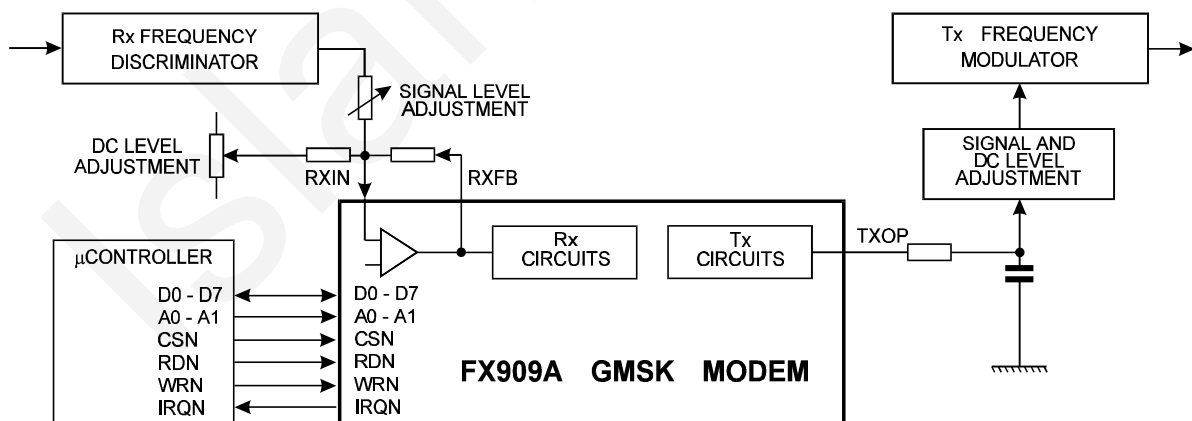 Rx FREQUENCY
DISCRIMINATOR
Tx FREQUENCY
MODULATOR
SIGNAL LEVEL
ADJUSTMENT
DC LEVEL
ADJUSTMENT
SIGNAL AND
DC LEVEL
ADJUSTMENT
RXIN
RXFB
Rx
CIRCUITS
Tx
CIRCUITS
TXOP
µCONTROLLER
D0 - D7
A0 - A1
CSN
RDN
WRN
IRQN
D0 - D7
A0 - A1
CSN
RDN
WRN
IRQN
FX909A GMSK MODEM